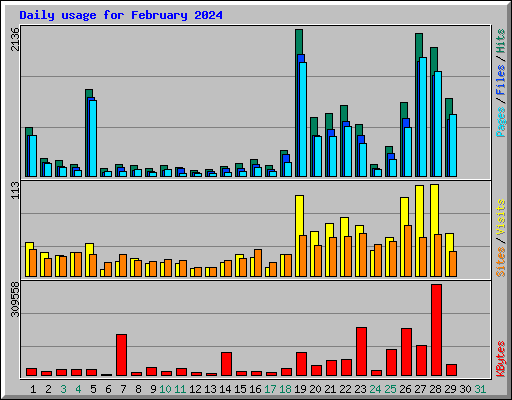 Daily usage for February 2024
2136
Pages / Files / Hits
113
Sites / Visits
309558
KBytes
1 2 3 4 5 6 7 8 9 10 11 12 13 14 15 16 17 18 19 20 21 22 23 24 25 26 27 28 29 30 31